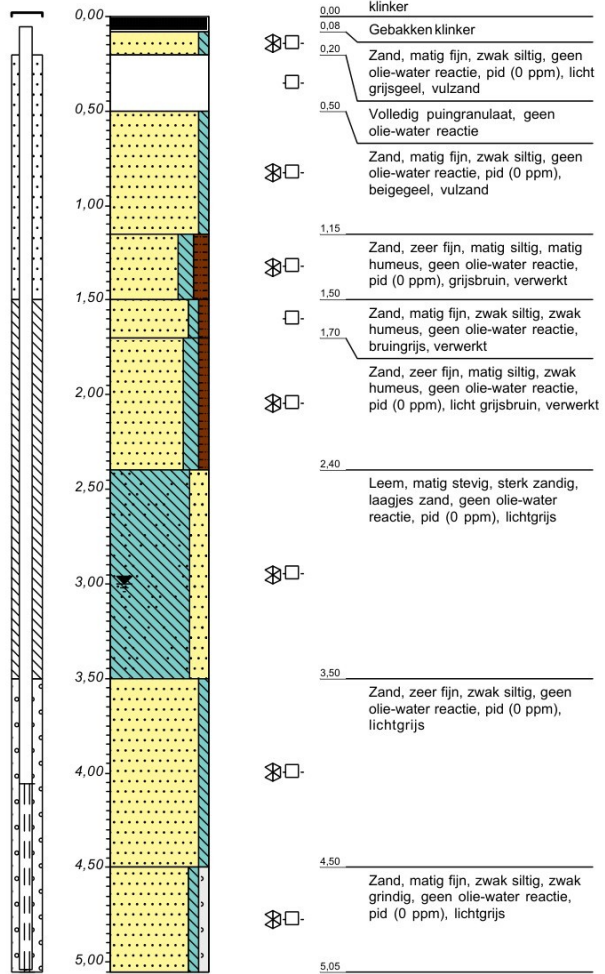 klinker
0,00
0,00
0,08
Gebakken klinker
0,20
Zand, matig fijn, zwak siltig, geen
olie-water reactie, pid (0 ppm), licht
grijsgeel, vulzand
0,50
0,50
Volledig puingranulaat, geen
olie-water reactie
Zand, matig fijn, zwak siltig, geen
olie-water reactie, pid (0 ppm),
beigegeel, vulzand
1,00
1,15
Zand, zeer fijn, matig siltig, matig
humeus, geen olie-water reactie,
pid (0 ppm), grijsbruin, verwerkt
1,50
1,50
Zand, matig fijn, zwak siltig, zwak
humeus, geen olie-water reactie,
bruingrijs, verwerkt
1,70
Zand, zeer fijn, matig siltig, zwak
humeus, geen olie-water reactie,
pid (0 ppm), licht grijsbruin, verwerkt
2,00
2,40
2,50
Leem, matig stevig, sterk zandig,
laagjes zand, geen olie-water
reactie, pid (0 ppm), lichtgrijs
3,00
3,50
3,50
Zand, zeer fijn, zwak siltig, geen
olie-water reactie, pid (0 ppm),
lichtgrijs
4,00
4,50
4,50
Zand, matig fijn, zwak siltig, zwak
grindig, geen olie-water reactie,
pid (0 ppm), lichtgrijs
5,00
5,05